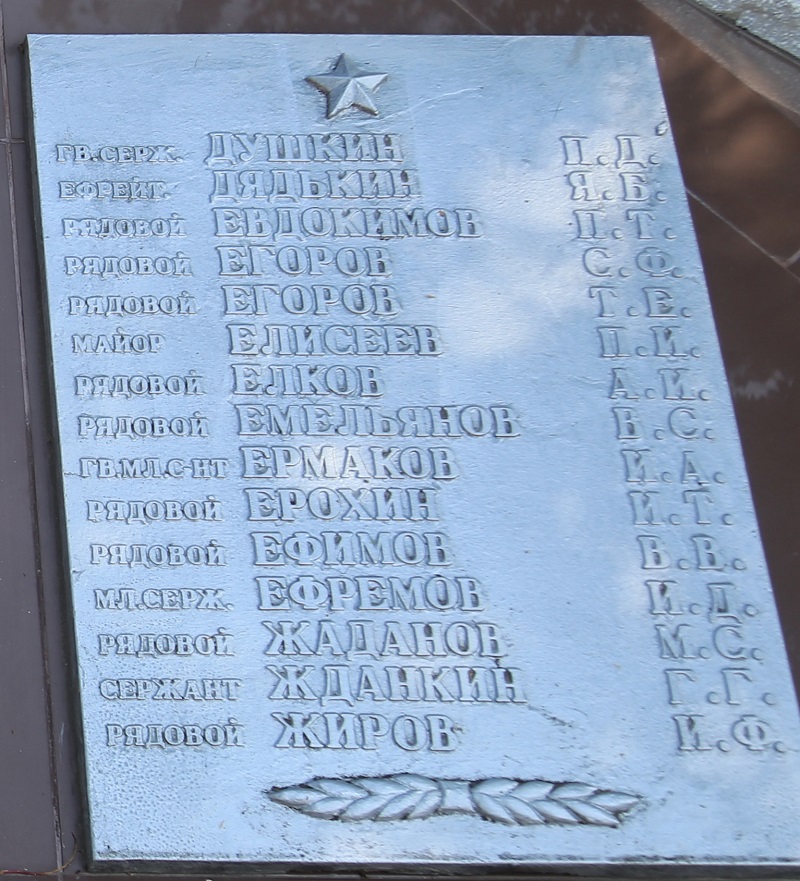 ГВ.СЕРЖ. ДУШКИН П.Д.
ЕФРЕЙТ. ДЯДЬКИН Я.Б.
РЯДОВОЙ ЕВДОКИМОВ П.Т.
РЯДОВОЙ ЕГОРОВ С.Ф.
РЯДОВОЙ ЕГОРОВ Т.Е.
МАЙОР ЕЛИСЕЕВ П.И.
РЯДОВОЙ ЕЛКОВ А.И.
РЯДОВОЙ ЕМЕЛЬЯНОВ В.С.
ГВ.МЛ.С-НТ ЕРМАКОВ И.А.
РЯДОВОЙ ЕРОХИН И.Т.
РЯДОВОЙ ЕФИМОВ В.В.
МЛ.СЕРЖ. ЕФРЕМОВ И.Д.
РЯДОВОЙ ЖАДАНОВ М.С.
СЕРЖАНТ ЖДАНКИН Г.Г.
РЯДОВОЙ ЖИРОВ И.Ф.